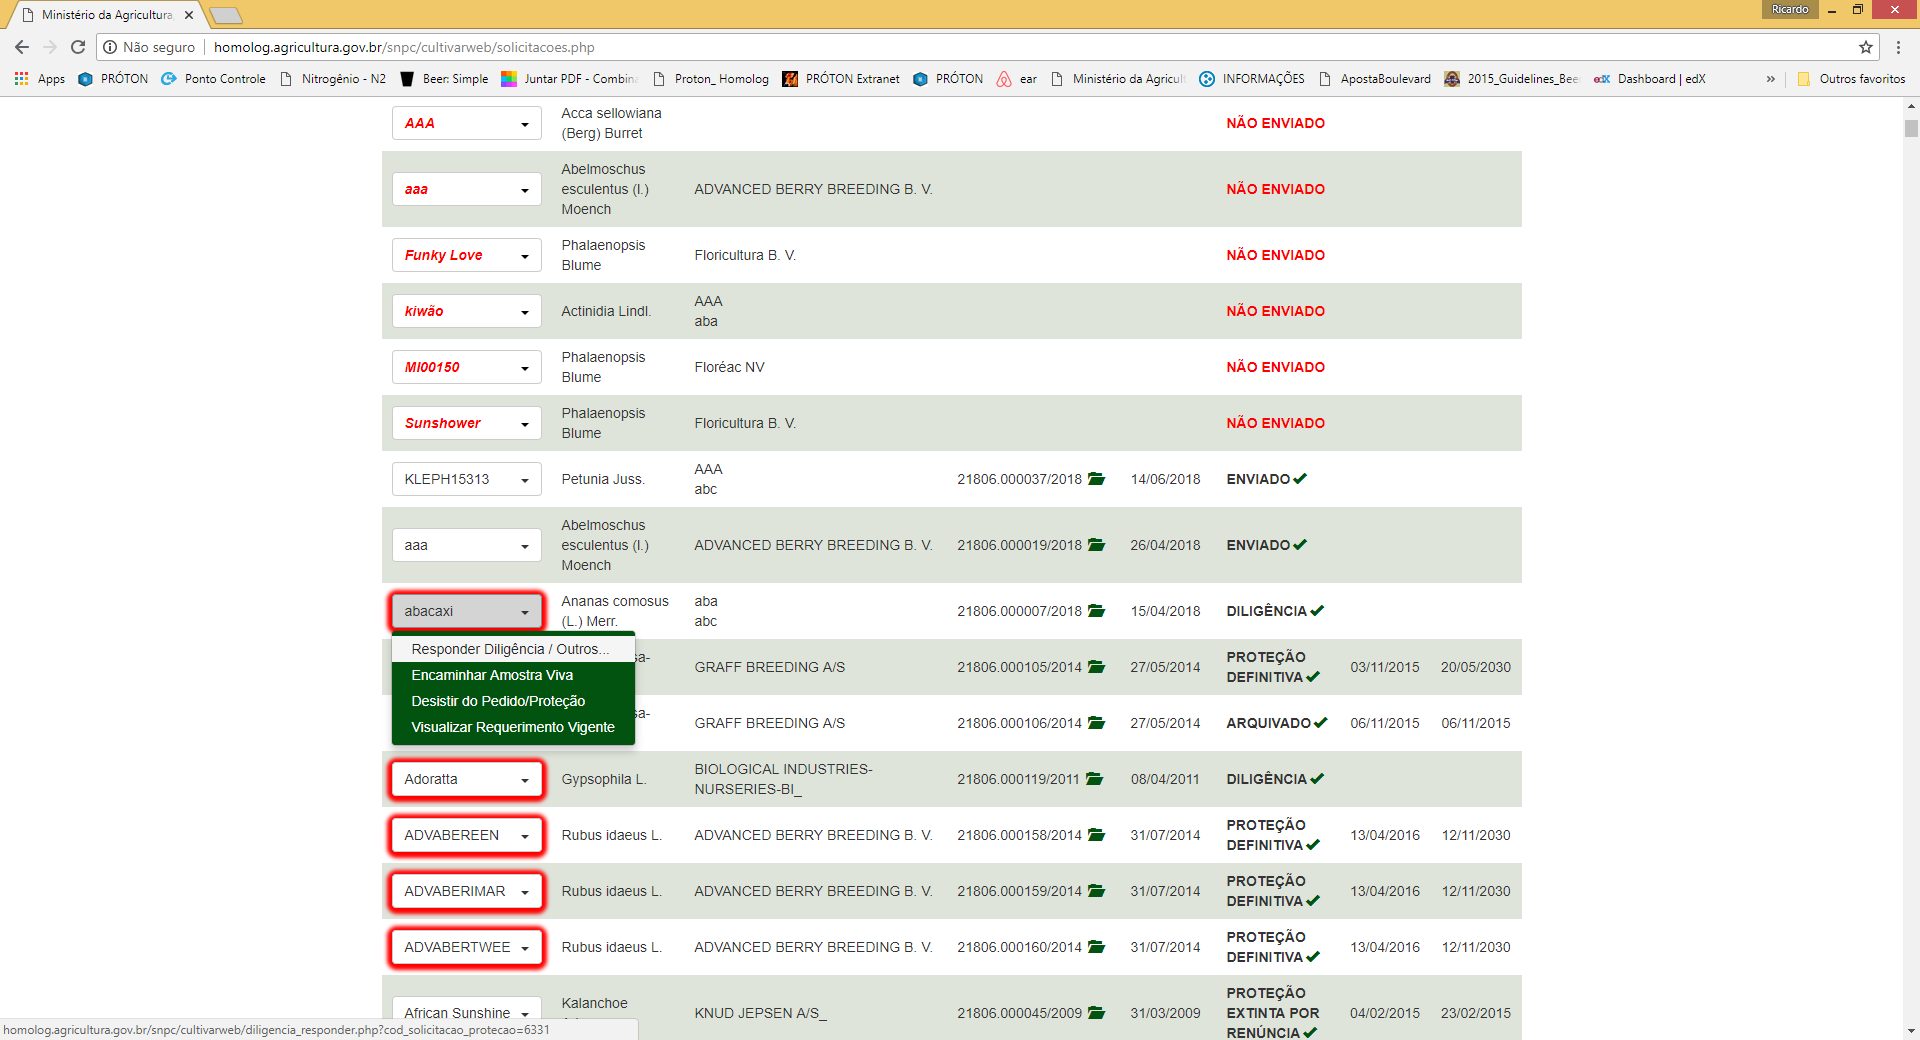 Ministério da Agricultura,
Ricardo
Não seguro
homolog.agricultura.gov.br/snpc/cultivarweb/solicitacoes.php
Apps PRÓTON Ponto Controle Nitrogênio - N2 Beer: Simple Juntar PDF - Combin Proton_ Homolog PRÓTON Extranet PRÓTON ear Ministério da Agricul INFORMAÇÕES ApostaBoulevard 2015_Guidelines_Bee edX Dashboard | edX » Outros favoritos
AAA
Acca sellowiana
(Berg) Burret
NÃO ENVIADO
aaa
Abelmoschus
esculentus (l.)
Moench
ADVANCED BERRY BREEDING B. V.
NÃO ENVIADO
Funky Love
Phalaenopsis
Blume
Floricultura B. V.
NÃO ENVIADO
kiwão
Actinidia Lindl.
AAA
aba
NÃO ENVIADO
MI00150
Phalaenopsis
Blume
Floréac NV
NÃO ENVIADO
Sunshower
Phalaenopsis
Blume
Floricultura B. V.
NÃO ENVIADO
KLEPH15313
Petunia Juss.
AAA
abc
21806.000037/2018
14/06/2018
ENVIADO
aaa
Abelmoschus
esculentus (l.)
Moench
ADVANCED BERRY BREEDING B. V.
21806.000019/2018
26/04/2018
ENVIADO
abacaxi
Ananas comosus
(L.) Merr.
aba
abc
21806.000007/2018
15/04/2018
DILIGÊNCIA
Responder Diligência / Outros...
Encaminhar Amostra Viva
Desistir do Pedido/Proteção
Visualizar Requerimento Vigente
sa-
GRAFF BREEDING A/S
21806.000105/2014
27/05/2014
PROTEÇÃO
DEFINITIVA
03/11/2015
20/05/2030
sa-
GRAFF BREEDING A/S
21806.000106/2014
27/05/2014
ARQUIVADO
06/11/2015
06/11/2015
Adoratta
Gypsophila L.
BIOLOGICAL INDUSTRIES-
NURSERIES-BI_
21806.000119/2011
08/04/2011
DILIGÊNCIA
ADVABEREEN
Rubus idaeus L.
ADVANCED BERRY BREEDING B. V.
21806.000158/2014
31/07/2014
PROTEÇÃO
DEFINITIVA
13/04/2016
12/11/2030
ADVABERIMAR
Rubus idaeus L.
ADVANCED BERRY BREEDING B. V.
21806.000159/2014
31/07/2014
PROTEÇÃO
DEFINITIVA
13/04/2016
12/11/2030
ADVABERTWEE
Rubus idaeus L.
ADVANCED BERRY BREEDING B. V.
21806.000160/2014
31/07/2014
PROTEÇÃO
DEFINITIVA
13/04/2016
12/11/2030
African Sunshine
Kalanchoe
KNUD JEPSEN A/S_
21806.000045/2009
31/03/2009
PROTEÇÃO
EXTINTA POR
RENÚNCIA
04/02/2015
23/02/2015
homolog.agricultura.gov.br/snpc/cultivarweb/diligencia_responder.php?cod_solicitacao_protecao=6331